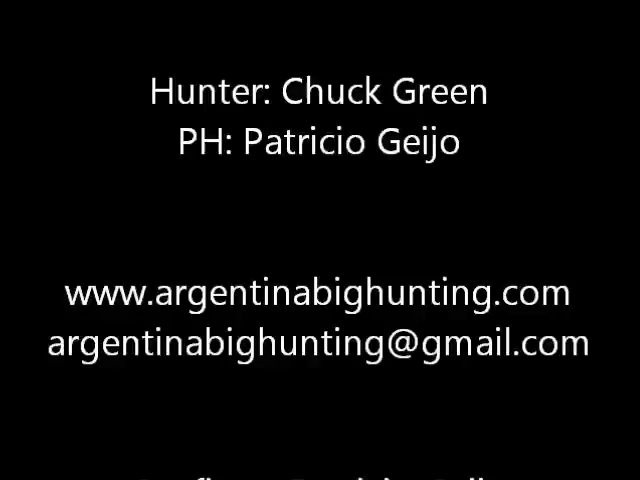 Hunter: Chuck Green
PH: Patricio Geijo
www.argentinabighunting.com
argentinabighunting@gmail.com